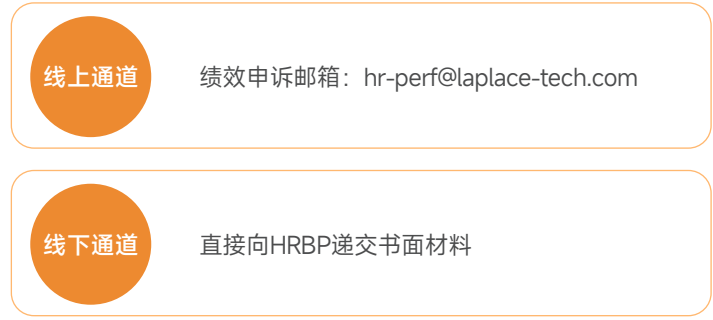 线上通道
绩效申诉邮箱：hr-perf@laplace-tech.com
线下通道
直接向HRBP递交书面材料